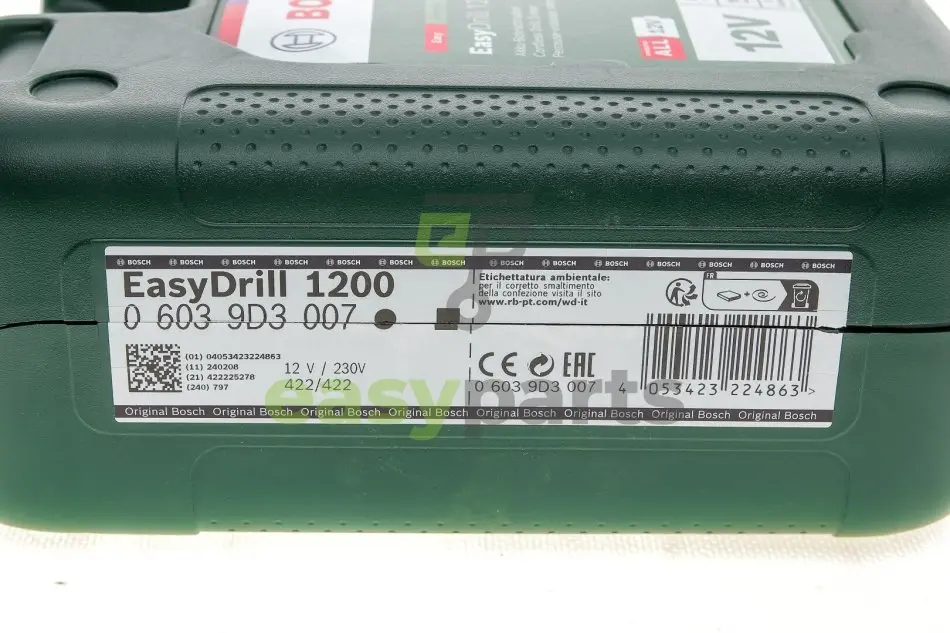 BO
EasyDrill 12
Easy
ALL 12V
12V
BOSCH BOSCH BOSCH BOSCH BOSCH BOSCH BOSCH BOSCH BOSCH BOSCH BOSCH BOSCH BOSCH BOSCH
EasyDrill 1200
0 603 9D3 007
(01) 04053423224863
(11) 240208
(21) 422225278
(240) 797
12 V / 230V
422/422
Etichettatura ambientale:
per il corretto smaltimento
della confezione visita il sito
www.rb-pt.com/wd-it
FR
CE EAC
0 603 9D3 007
4 053423 224863 >
Original Bosch Original Bosch Original Bosch Original Bosch Original Bosch Original Bosch Original Bosch Original Bosch
easyparts